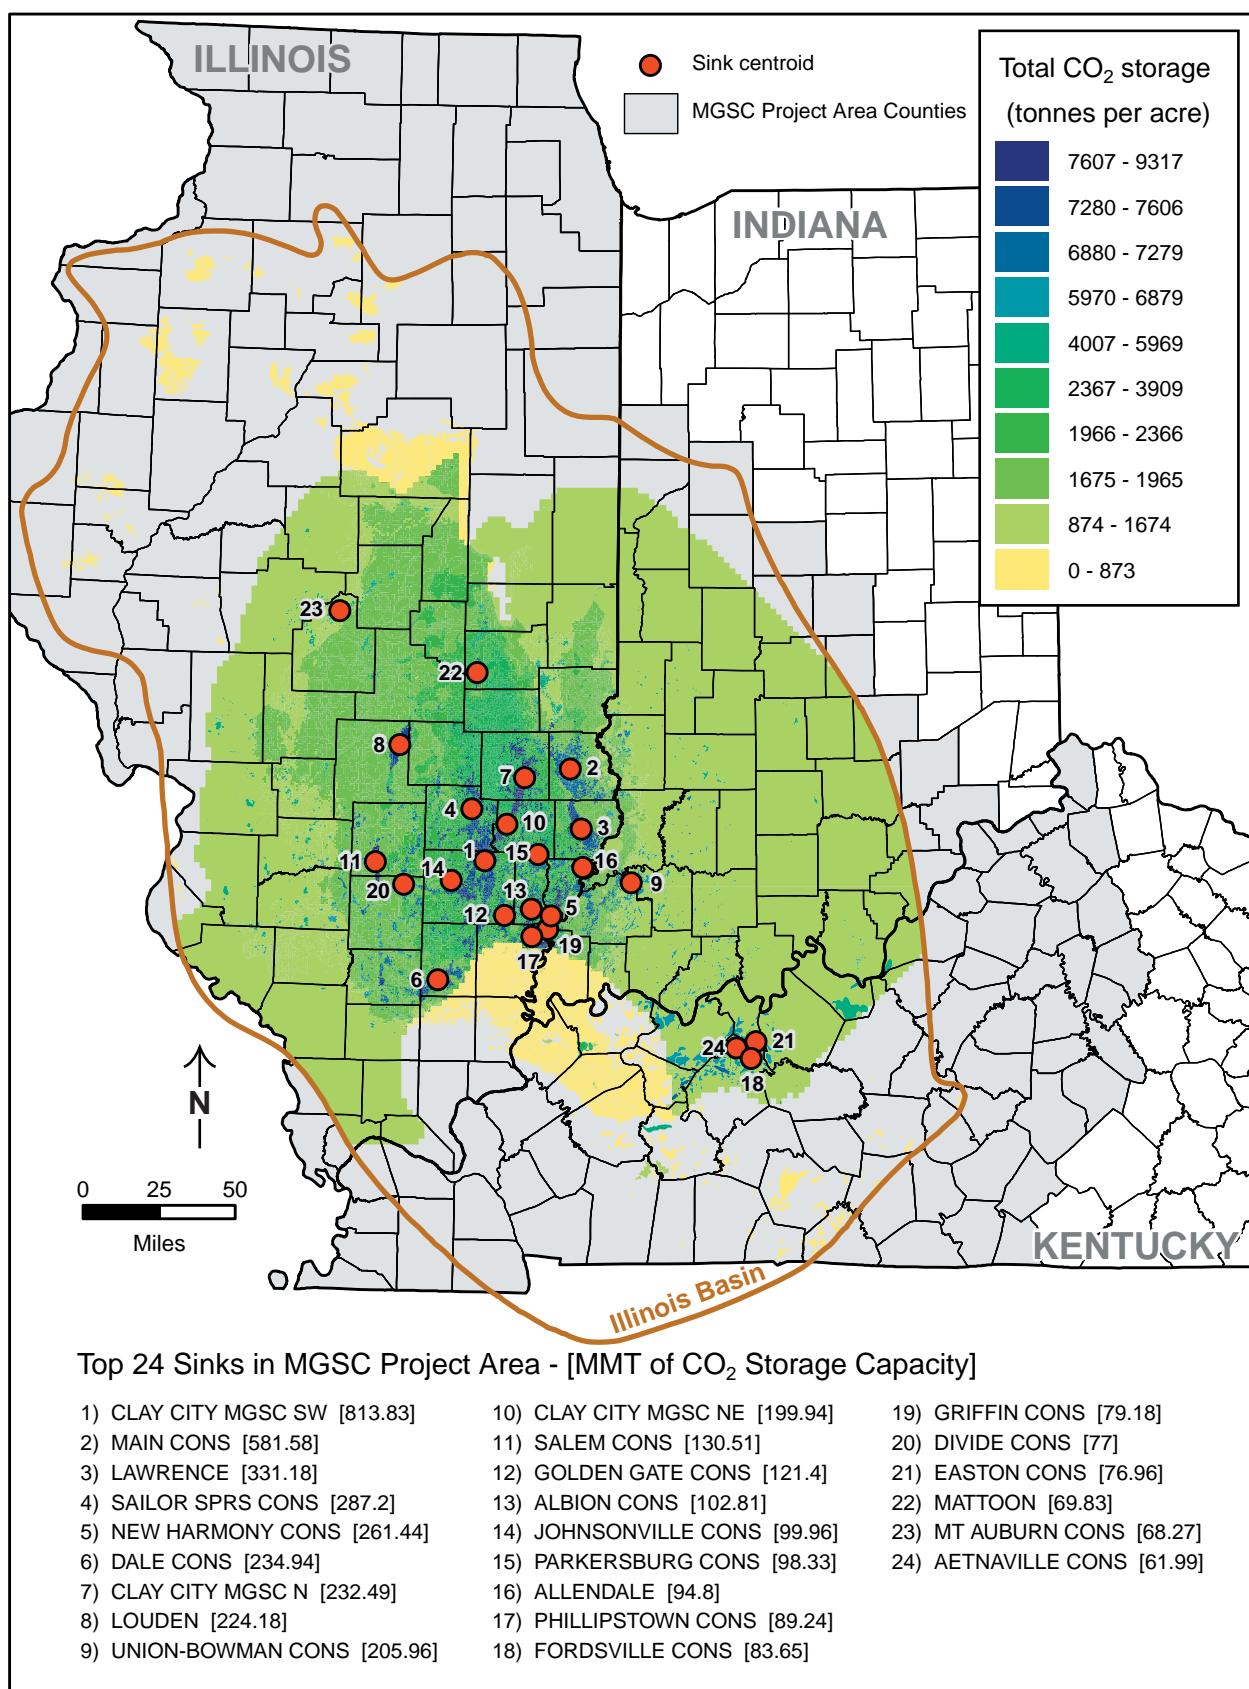 ILLINOIS
Sink centroid
MGSC Project Area Counties
Total CO₂ storage
(tonnes per acre)
7607 - 9317
7280 - 7606
6880 - 7279
5970 - 6879
4007 - 5969
2367 - 3909
1966 - 2366
1675 - 1965
874 - 1674
0 - 873
INDIANA
23
22
8
7
2
4
10
3
1
15
11
14
16
20
9
13
12
5
19
17
6
24
21
18
N
0 25 50
Miles
KENTUCKY
Illinois Basin
Top 24 Sinks in MGSC Project Area - [MMT of CO₂ Storage Capacity]
1) CLAY CITY MGSC SW [813.83]
2) MAIN CONS [581.58]
3) LAWRENCE [331.18]
4) SAILOR SPRS CONS [287.2]
5) NEW HARMONY CONS [261.44]
6) DALE CONS [234.94]
7) CLAY CITY MGSC N [232.49]
8) LOUDEN [224.18]
9) UNION-BOWMAN CONS [205.96]
10) CLAY CITY MGSC NE [199.94]
11) SALEM CONS [130.51]
12) GOLDEN GATE CONS [121.4]
13) ALBION CONS [102.81]
14) JOHNSONVILLE CONS [99.96]
15) PARKERSBURG CONS [98.33]
16) ALLENDALE [94.8]
17) PHILLIPSTOWN CONS [89.24]
18) FORDSVILLE CONS [83.65]
19) GRIFFIN CONS [79.18]
20) DIVIDE CONS [77]
21) EASTON CONS [76.96]
22) MATTOON [69.83]
23) MT AUBURN CONS [68.27]
24) AETNAVILLE CONS [61.99]